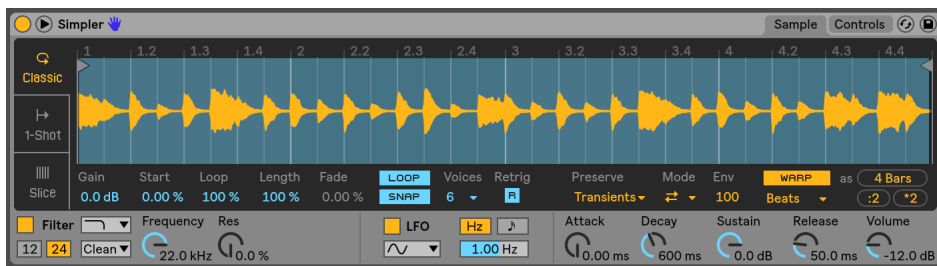 Simpler
Sample Controls
1 1.2 1.3 1.4 2 2.2 2.3 2.4 3 3.2 3.3 3.4 4 4.2 4.3 4.4
Classic
1-Shot
Slice
Gain Start Loop Length Fade LOOP Voices Retrig Preserve Mode Env WARP as 4 Bars
0.0 dB 0.00 % 100 % 100 % 0.00 % SNAP 6 R Transients 100 Beats :2 *2
Filter Frequency Res LFO Hz Attack Decay Sustain Release Volume
12 24 Clean 22.0 kHz 0.0 % 1.00 Hz 0.00 ms 600 ms 0.0 dB 50.0 ms -12.0 dB